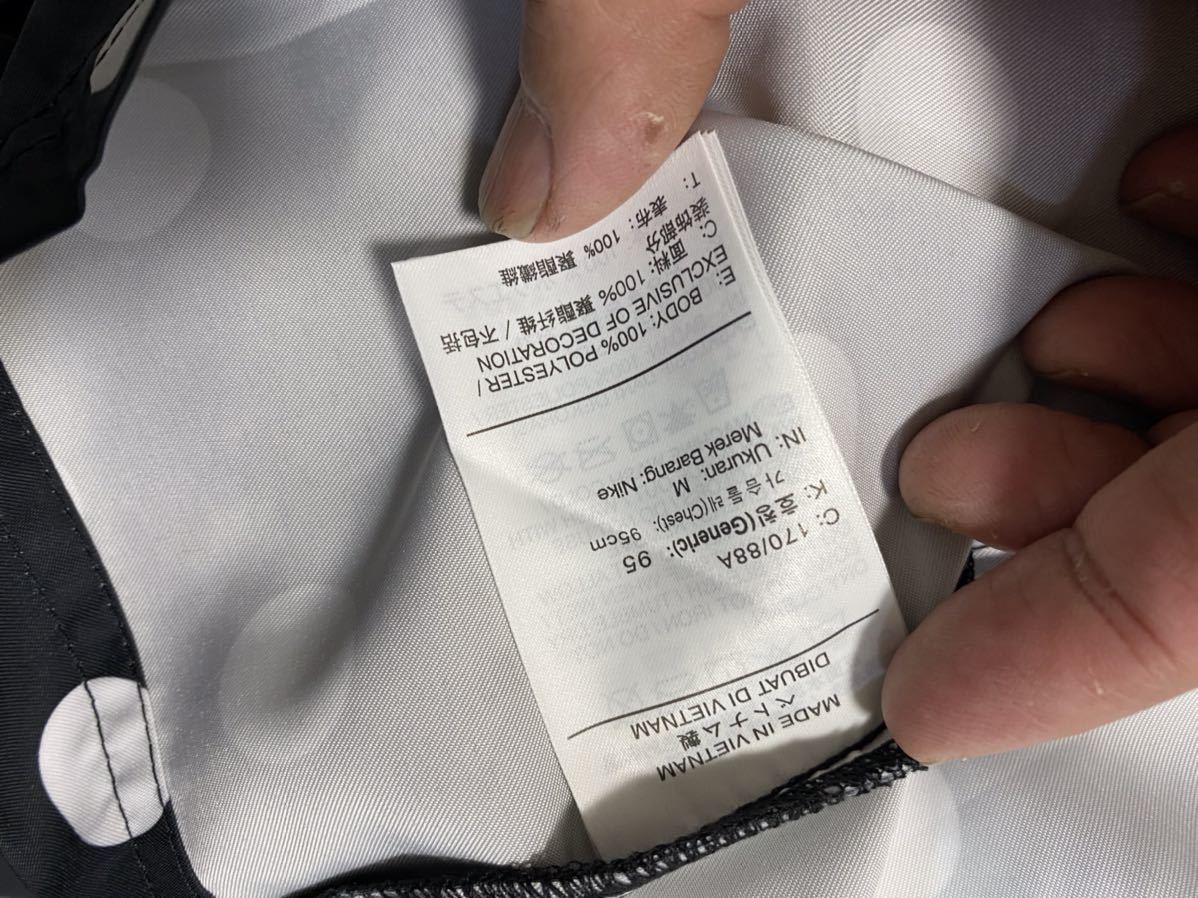 MADE IN VIETNAM
ベトナム製
DIBUAT DI VIETNAM
C: 170/88A
K: 호칭(Generic): 95
가슴둘레(Chest): 95cm
IN: Ukuran: M
Merek Barang: Nike
E:
BODY: 100% POLYESTER /
EXCLUSIVE OF DECORATION
C:
面料: 100% 聚酯纤维 / 不包括
装饰部分
T:
表布: 100% 聚酯纖維